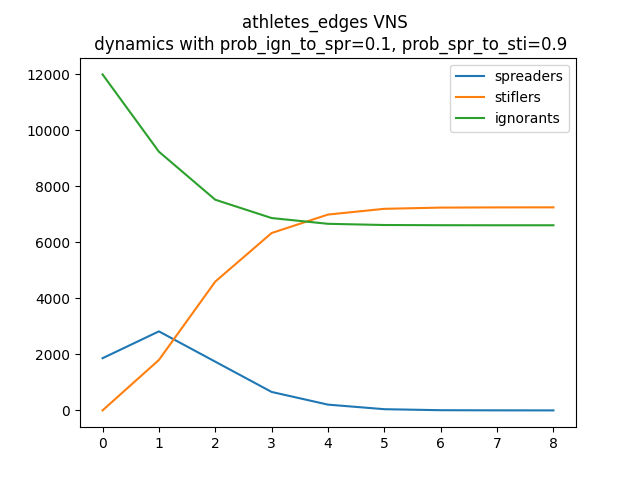 athletes_edges VNS
dynamics with prob_ign_to_spr=0.1, prob_spr_to_sti=0.9
spreaders
stiflers
ignorants
12000
10000
8000
6000
4000
2000
0
0 1 2 3 4 5 6 7 8